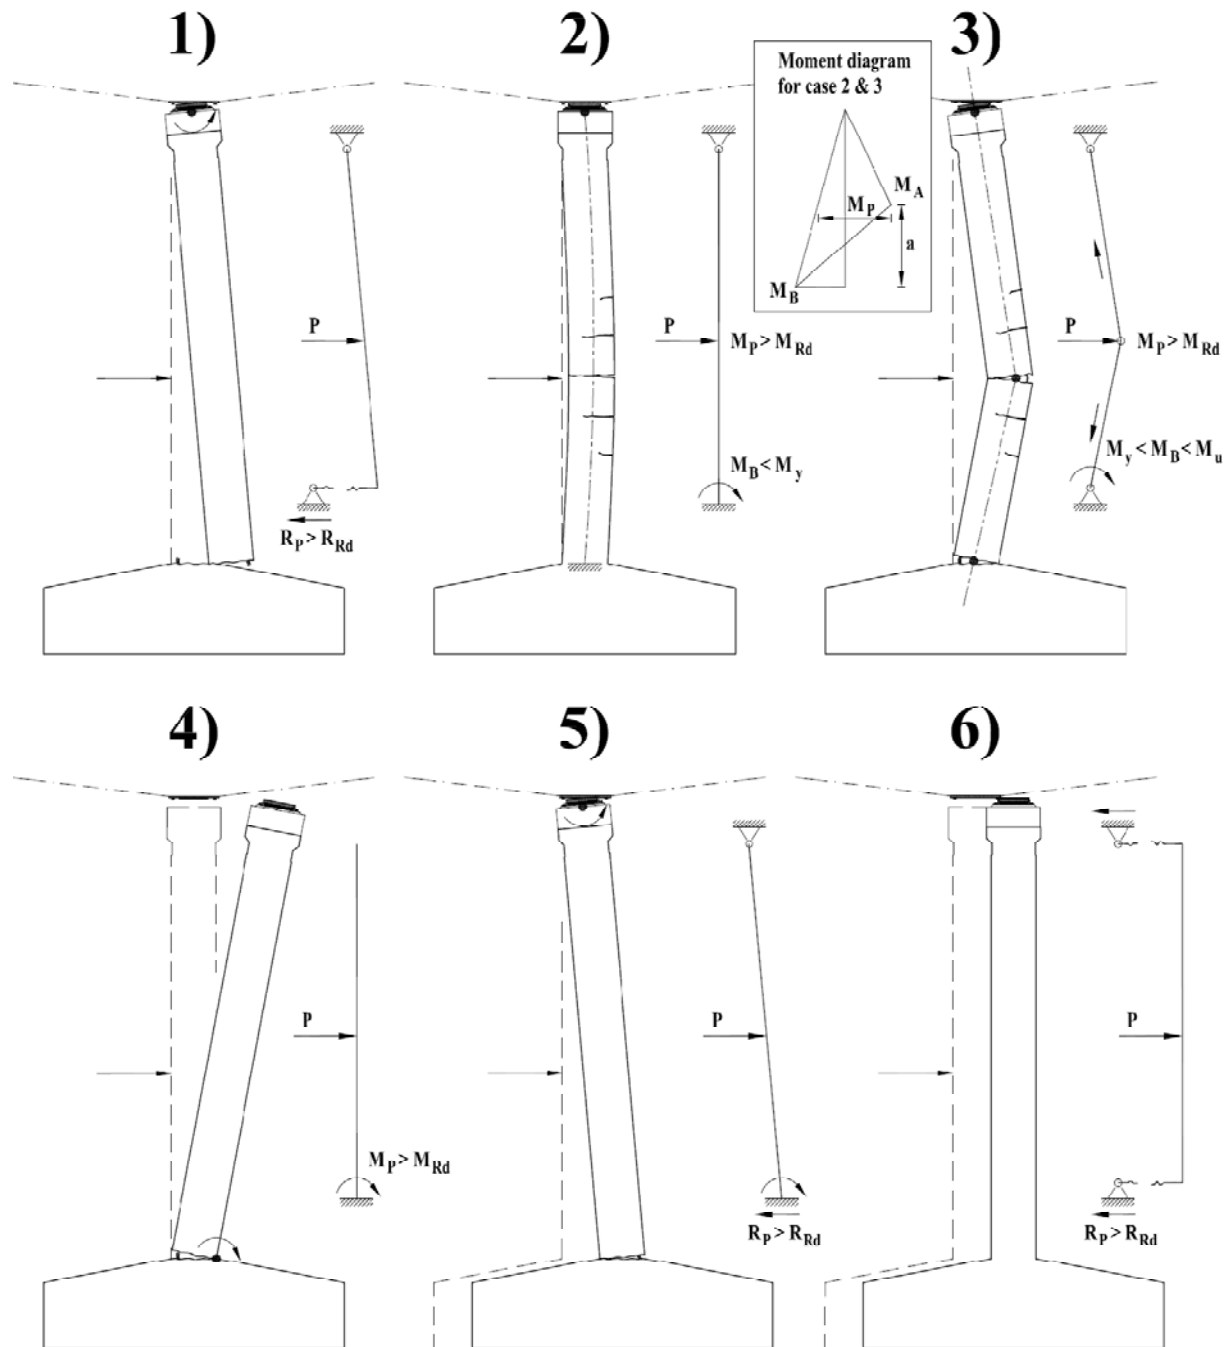 1)
2)
3)
Moment diagram
for case 2 & 3
M_A
M_P
a
M_B
P
R_P > R_Rd
P
M_P > M_Rd
M_B < M_y
P
M_P > M_Rd
M_y < M_B < M_u
4)
5)
6)
P
M_P > M_Rd
P
R_P > R_Rd
P
R_P > R_Rd